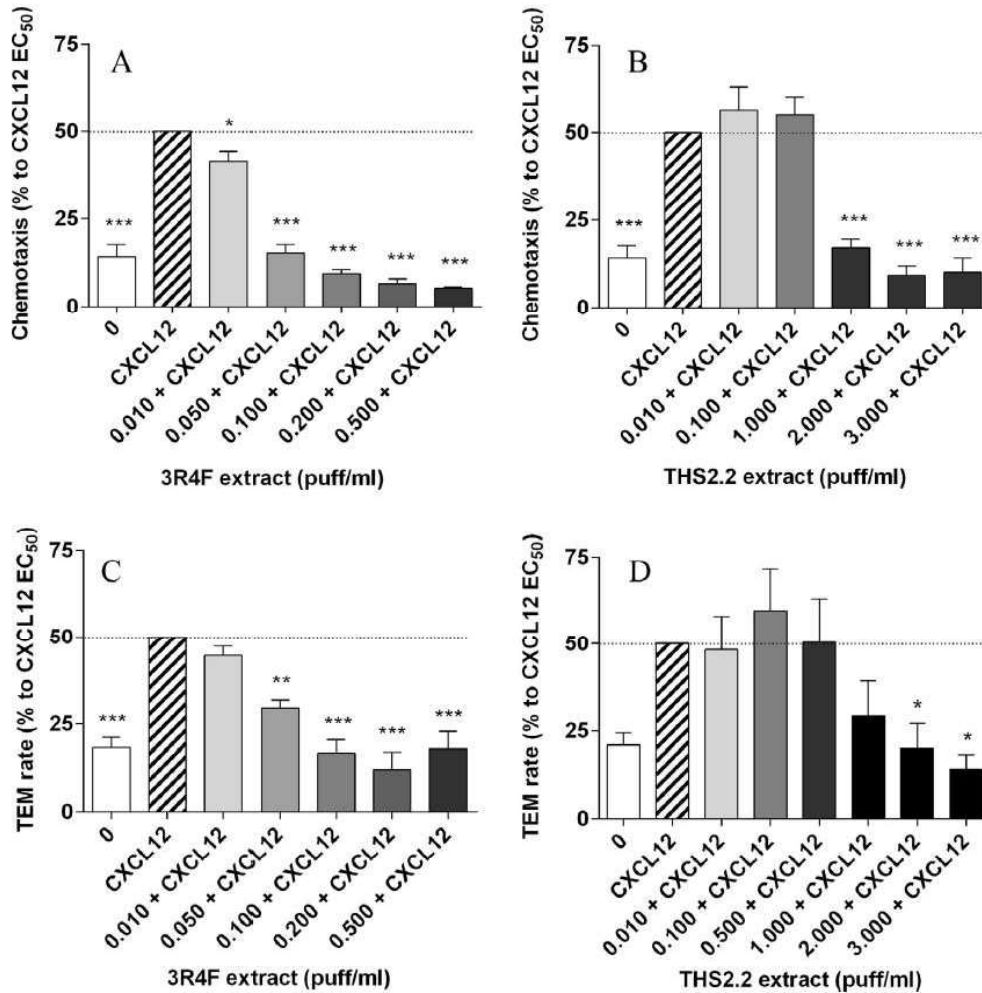 A
Chemotaxis (% to CXCL12 EC50)
75
50
25
0
***
*
***
***
***
***
0
CXCL12
0.010 + CXCL12
0.050 + CXCL12
0.100 + CXCL12
0.200 + CXCL12
0.500 + CXCL12
3R4F extract (puff/ml)
B
Chemotaxis (% to CXCL12 EC50)
75
50
25
0
***
***
***
***
0
CXCL12
0.010 + CXCL12
0.100 + CXCL12
1.000 + CXCL12
2.000 + CXCL12
3.000 + CXCL12
THS2.2 extract (puff/ml)
C
TEM rate (% to CXCL12 EC50)
75
50
25
0
***
**
***
***
***
0
CXCL12
0.010 + CXCL12
0.050 + CXCL12
0.100 + CXCL12
0.200 + CXCL12
0.500 + CXCL12
3R4F extract (puff/ml)
D
TEM rate (% to CXCL12 EC50)
75
50
25
0
*
*
0
CXCL12
0.010 + CXCL12
0.100 + CXCL12
0.500 + CXCL12
1.000 + CXCL12
2.000 + CXCL12
3.000 + CXCL12
THS2.2 extract (puff/ml)